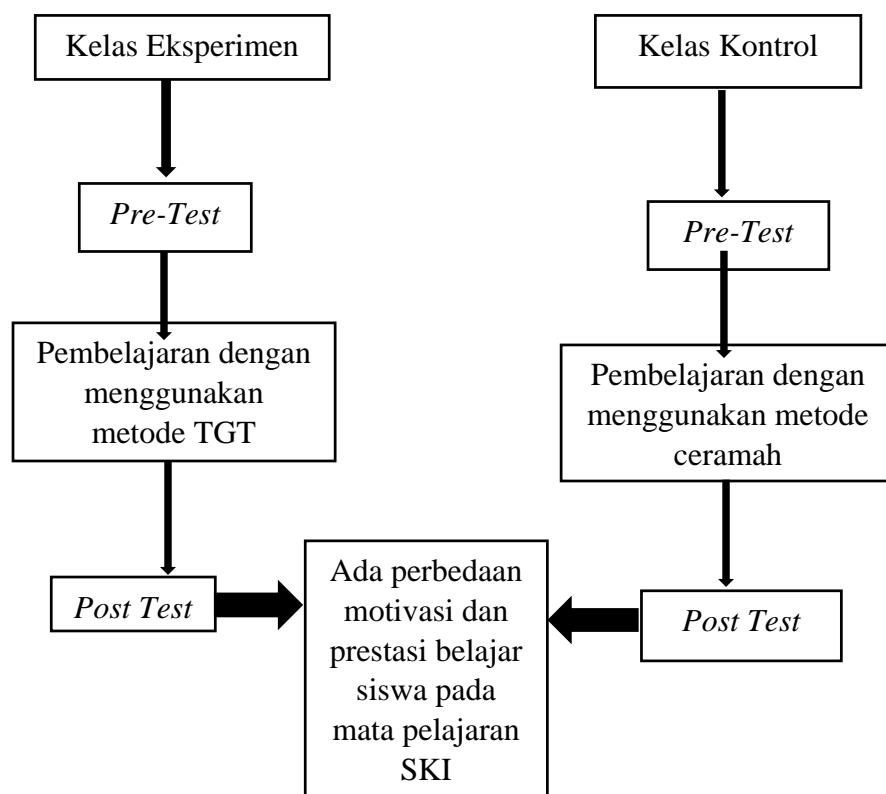 Kelas Eksperimen
Kelas Kontrol
Pre-Test
Pre-Test
Pembelajaran dengan
menggunakan
metode TGT
Pembelajaran dengan
menggunakan metode
ceramah
Post Test
Ada perbedaan
motivasi dan
prestasi belajar
siswa pada
mata pelajaran
SKI
Post Test